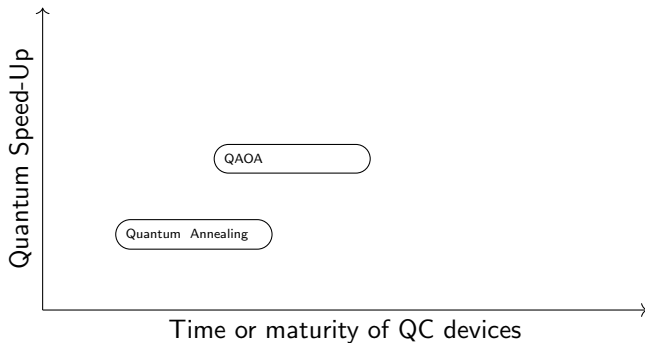 Quantum Speed-Up
QAOA
Quantum Annealing
Time or maturity of QC devices